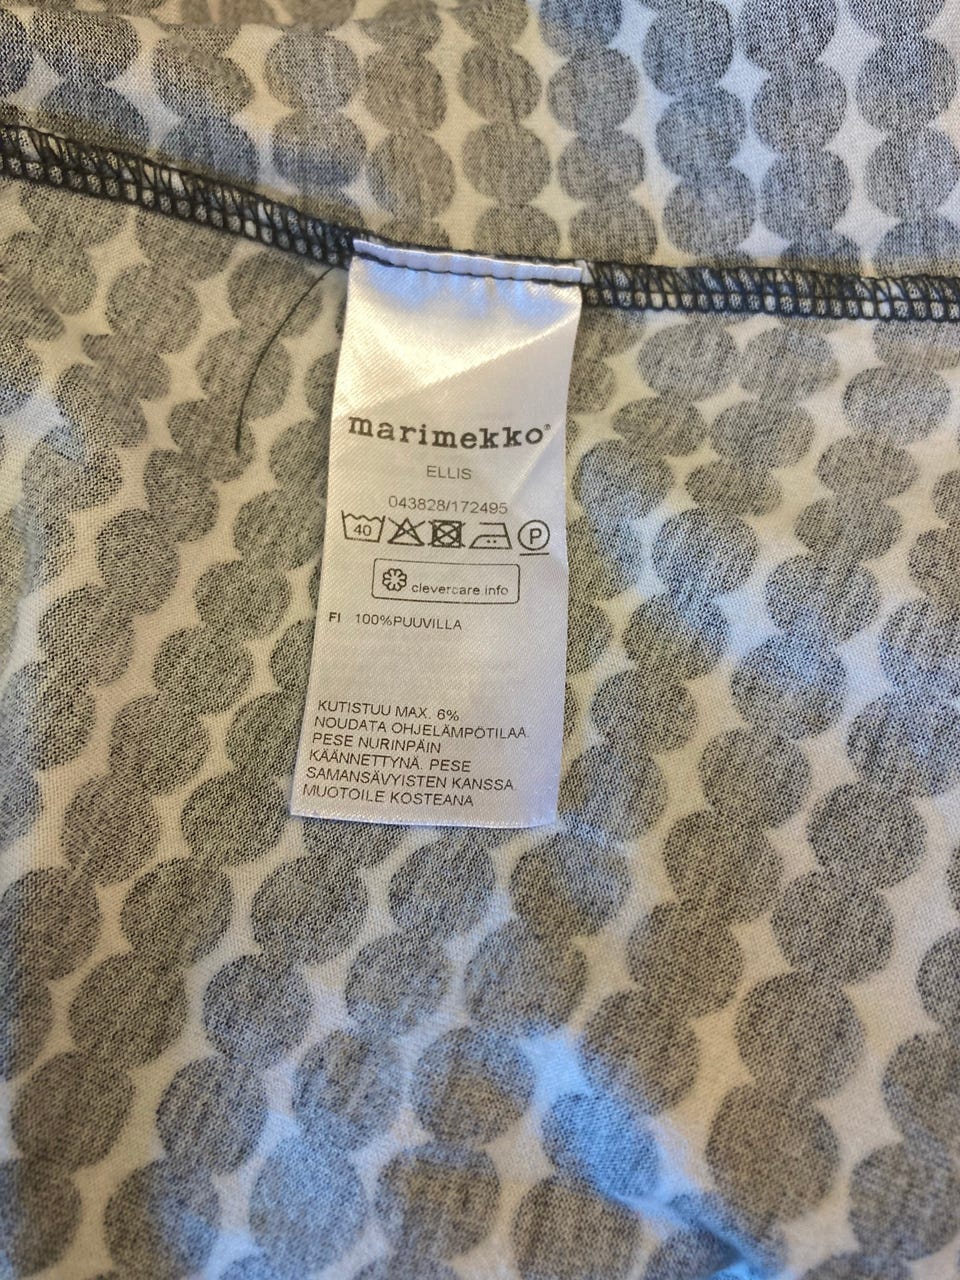 marimekko®
ELLIS
043828/172495
40 P
clevercare.info
FI 100%PUUVILLA
KUTISTUU MAX. 6%
NOUDATA OHJELÄMPÖTILAA.
PESE NURINPÄIN
KÄÄNNETTYNÄ. PESE
SAMANSÄVYISTEN KANSSA.
MUOTOILE KOSTEANA